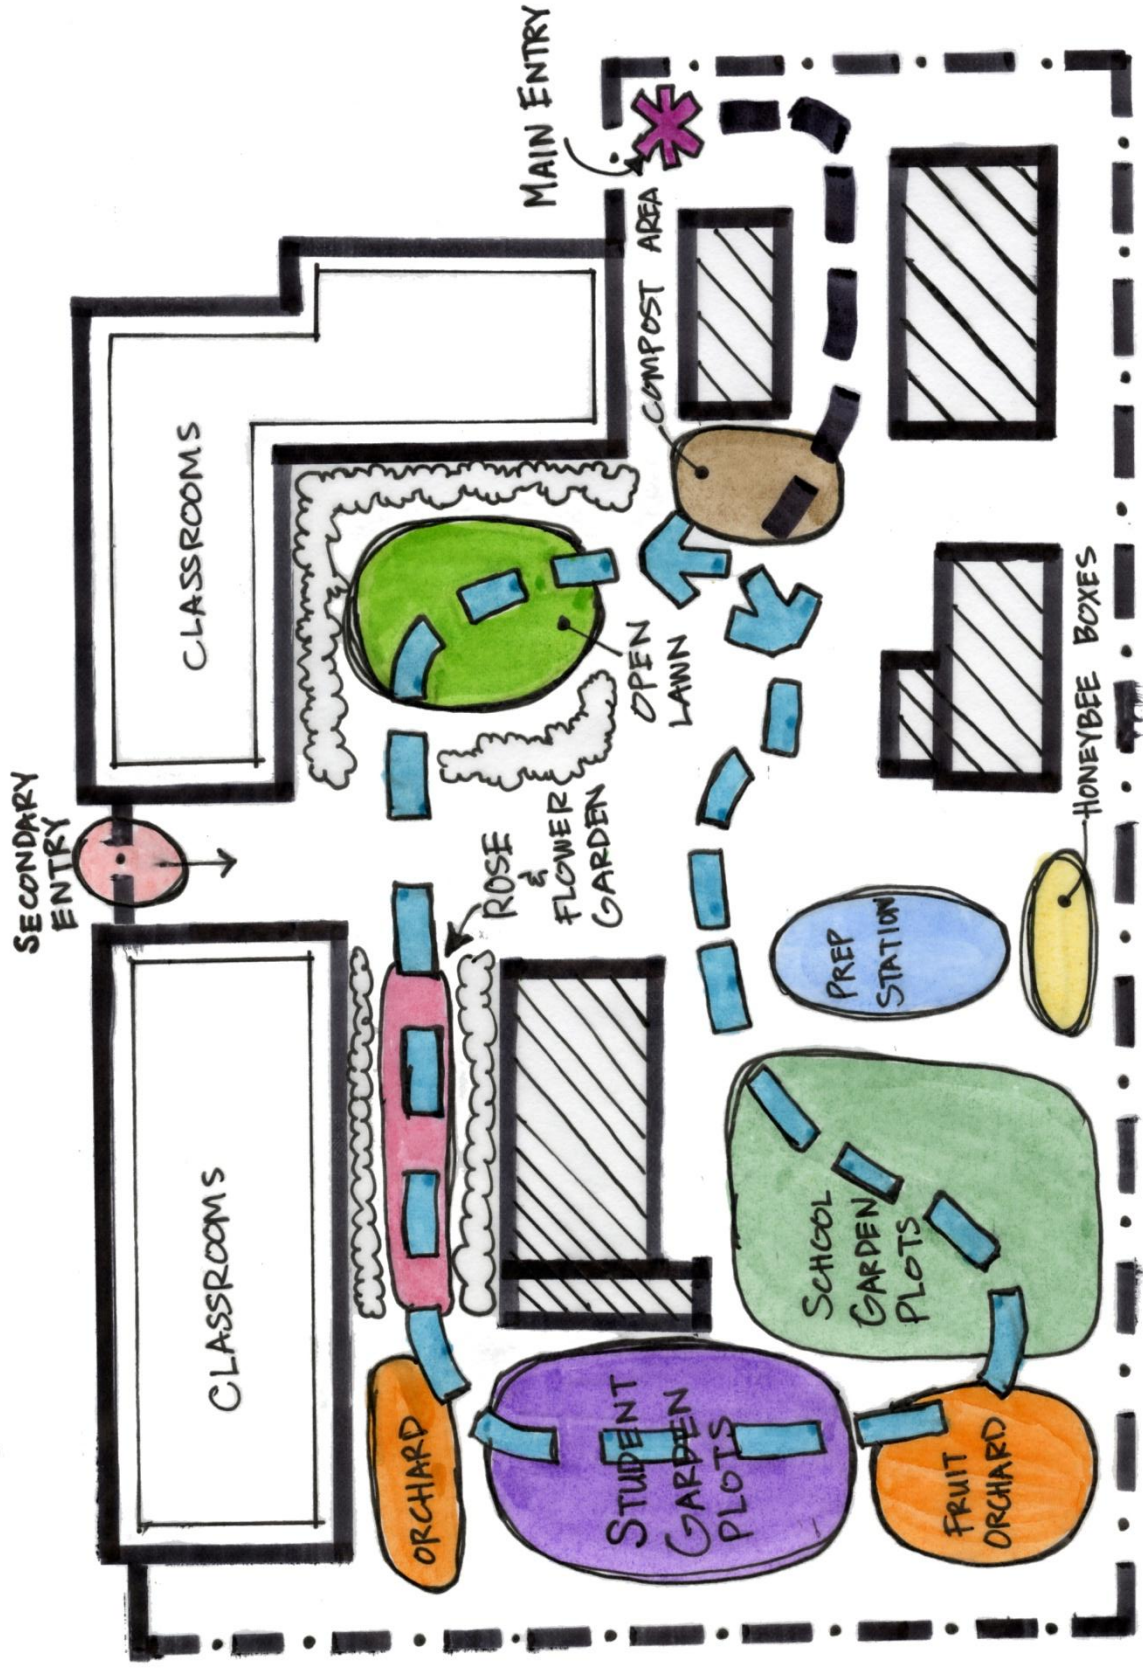 SECONDARY
ENTRY
MAIN ENTRY
CLASSROOMS
CLASSROOMS
COMPOST AREA
OPEN
LAWN
ROSE
&
FLOWER
GARDEN
HONEYBEE BOXES
PREP
STATION
SCHOOL
GARDEN
PLOTS
ORCHARD
STUDENT
GARDEN
PLOTS
FRUIT
ORCHARD